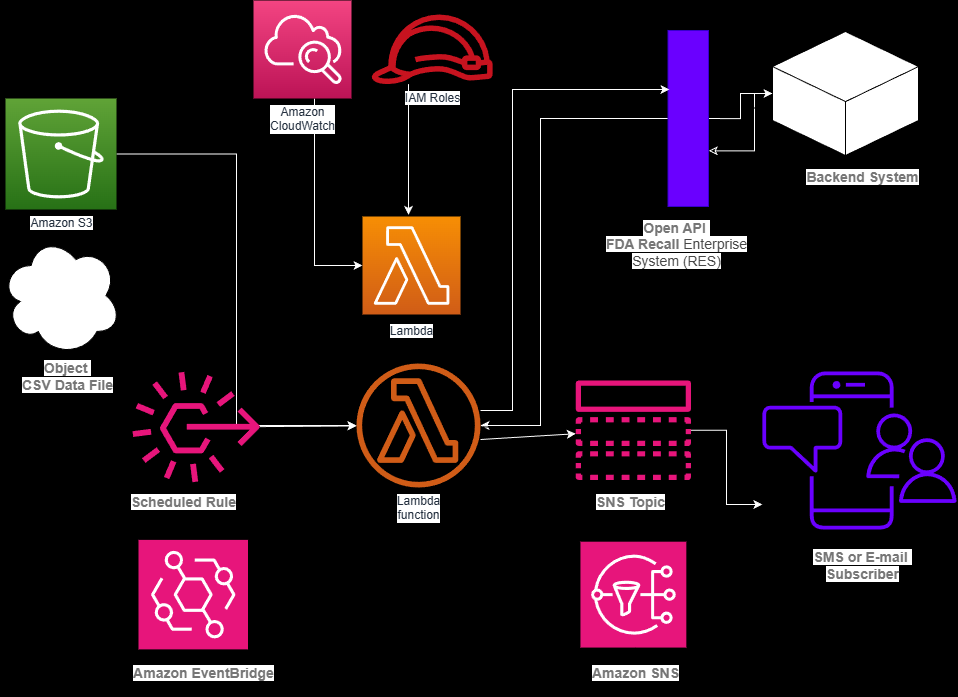 Amazon
CloudWatch
IAM Roles
Amazon S3
Backend System
Open API
FDA Recall Enterprise
System (RES)
Lambda
Object
CSV Data File
Scheduled Rule
Lambda
function
SNS Topic
SMS or E-mail
Subscriber
Amazon EventBridge
Amazon SNS